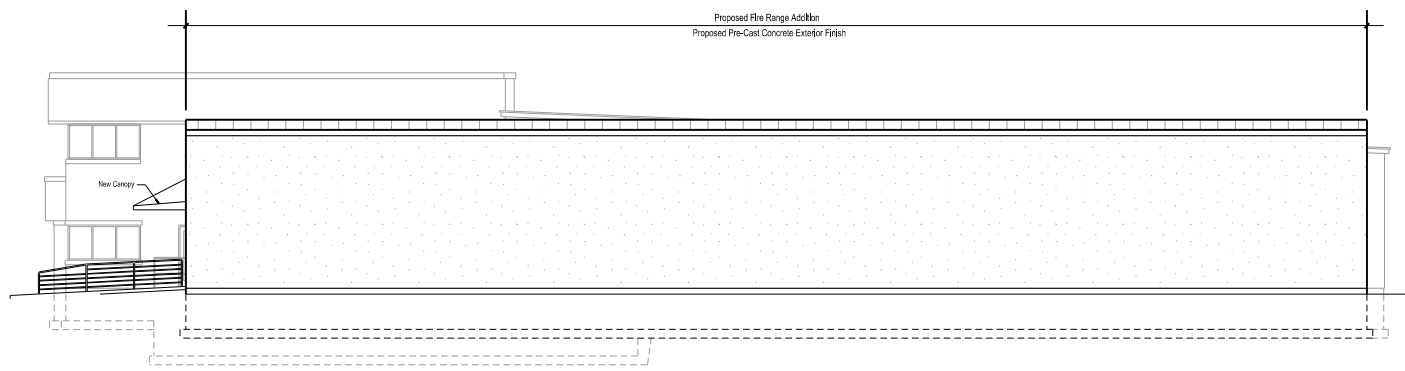 Proposed Fire Range Addition
Proposed Pre-Cast Concrete Exterior Finish
New Canopy